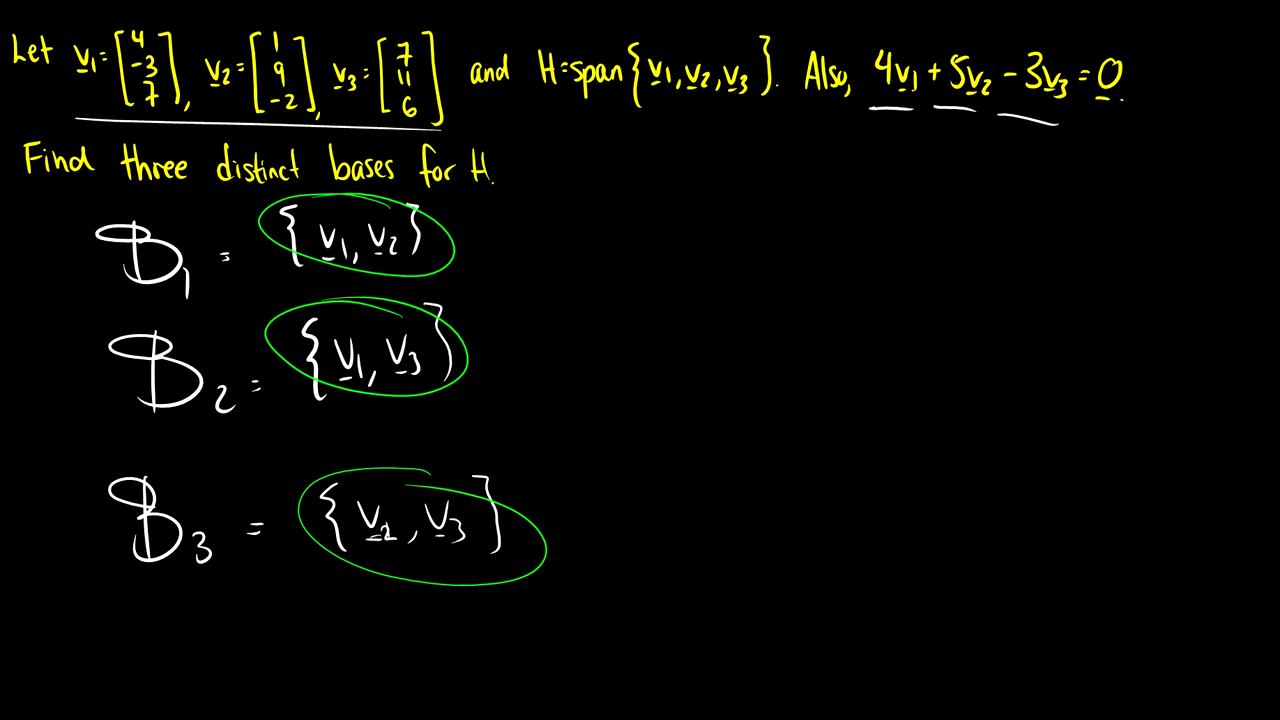 Let v1 = [4 -3 7], v2 = [1 9 -2], v3 = [7 11 6] and H = span{v1, v2, v3}. Also, 4v1 + 5v2 - 3v3 = 0.
Find three distinct bases for H.
B1 = {v1, v2}
B2 = {v1, v3}
B3 = {v2, v3}